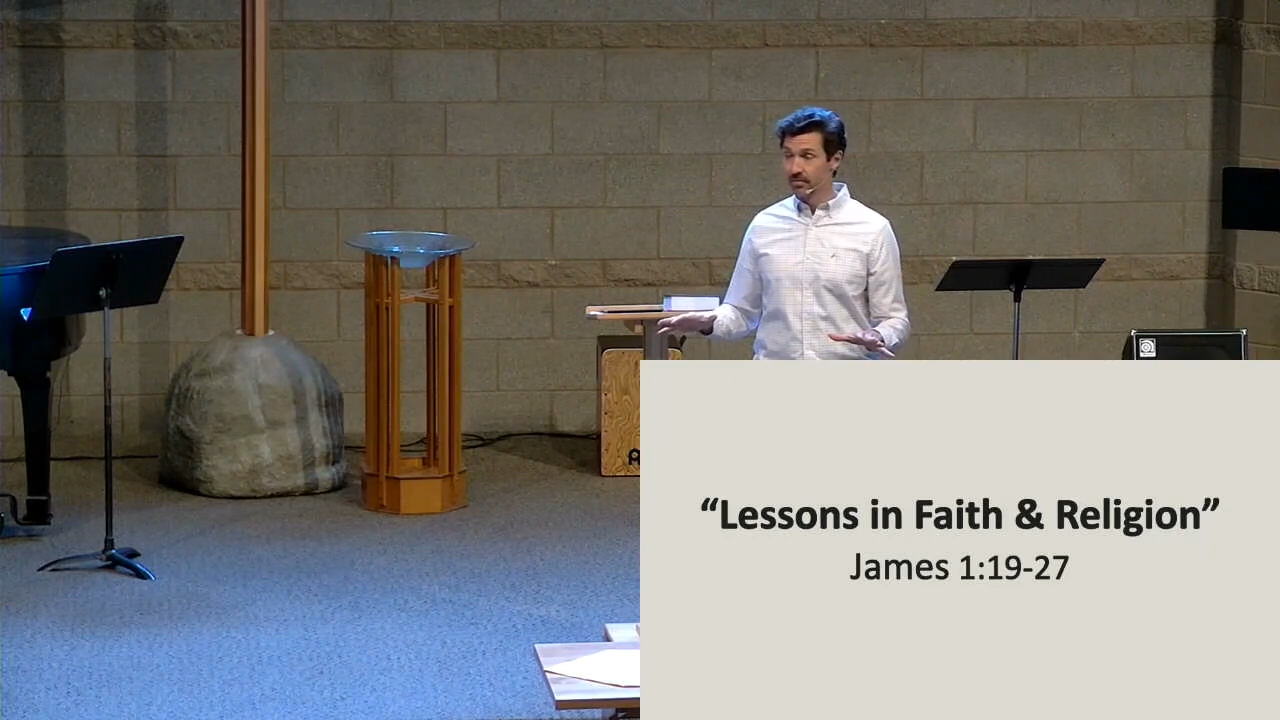 “Lessons in Faith & Religion”
James 1:19-27